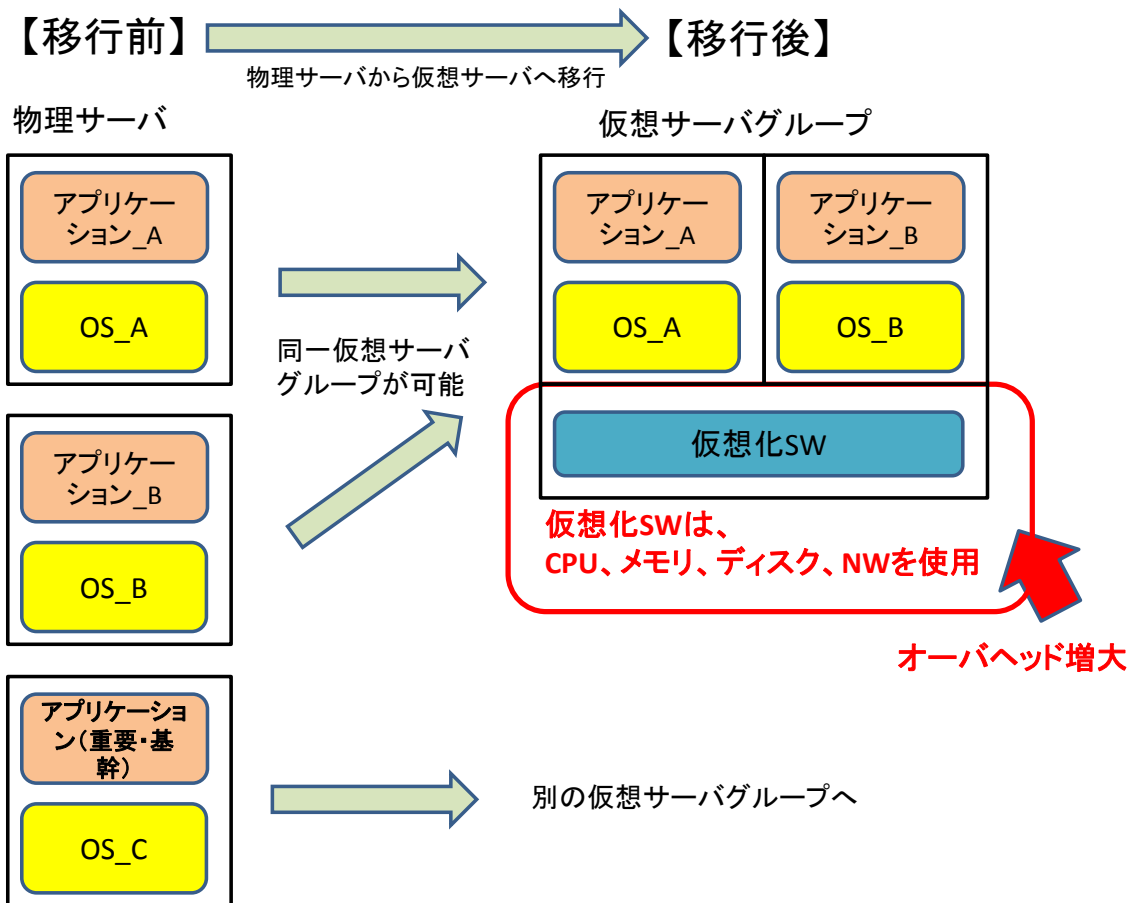 【移行前】
【移行後】
物理サーバから仮想サーバへ移行
物理サーバ
仮想サーバグループ
アプリケー
ション_A
OS_A
アプリケー
ション_B
OS_B
アプリケーショ
ン(重要・基
幹)
OS_C
同一仮想サーバ
グループが可能
アプリケー
ション_A
OS_A
アプリケー
ション_B
OS_B
仮想化SW
仮想化SWは、
CPU、メモリ、ディスク、NWを使用
オーバヘッド増大
別の仮想サーバグループへ